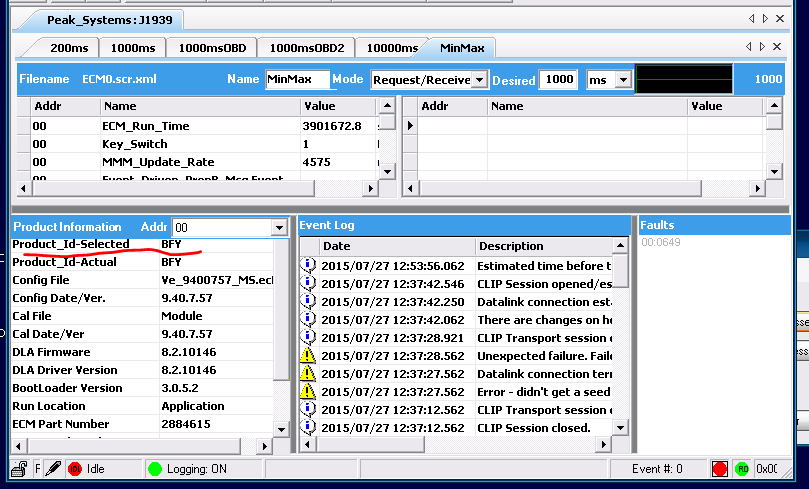 Peak_Systems : J1939
200ms 1000ms 1000msOBD 1000msOBD2 10000ms MinMax
Filename ECM0.scr.xml Name MinMax Mode Request/Receive Desired 1000 ms 1000
Addr Name Value Addr Name Value
00 ECM_Run_Time 3901672.8
00 Key_Switch 1
00 MMM_Update_Rate 4575
Product Information Addr 00
Product_Id-Selected BFY
Product_Id-Actual BFY
Config File Ve_9400757_MS.ec
Config Date/Ver. 9.40.7.57
Cal File Module
Cal Date/Ver 9.40.7.57
DLA Firmware 8.2.10146
DLA Driver Version 8.2.10146
BootLoader Version 3.0.5.2
Run Location Application
ECM Part Number 2884615
Event Log
Date Description
2015/07/27 12:53:56.062 Estimated time before t
2015/07/27 12:37:42.546 CLIP Session opened/es
2015/07/27 12:37:42.250 Datalink connection est
2015/07/27 12:37:42.062 There are changes on h
2015/07/27 12:37:28.921 CLIP Transport session
2015/07/27 12:37:28.562 Unexpected failure. Faile
2015/07/27 12:37:27.562 Datalink connection terr
2015/07/27 12:37:27.562 Error - didn't get a seed
2015/07/27 12:37:12.562 CLIP Transport session
2015/07/27 12:37:12.562 CLIP Session closed.
Faults
00:0649
F Idle Logging: ON Event #: 0 0x00